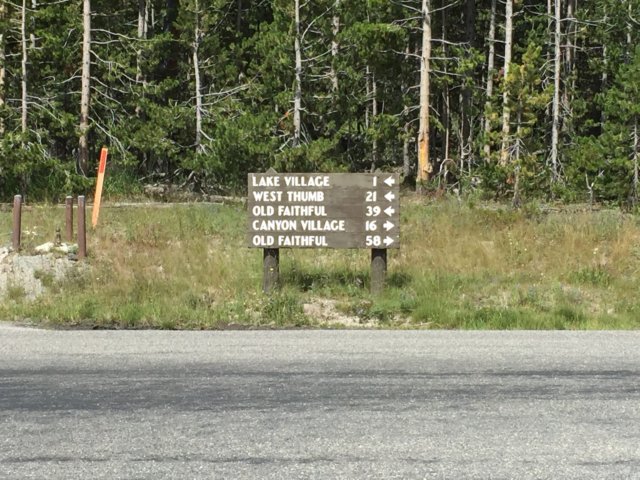 LAKE VILLAGE 1 ←
WEST THUMB 21 ←
OLD FAITHFUL 39 ←
CANYON VILLAGE 16 →
OLD FAITHFUL 58 →